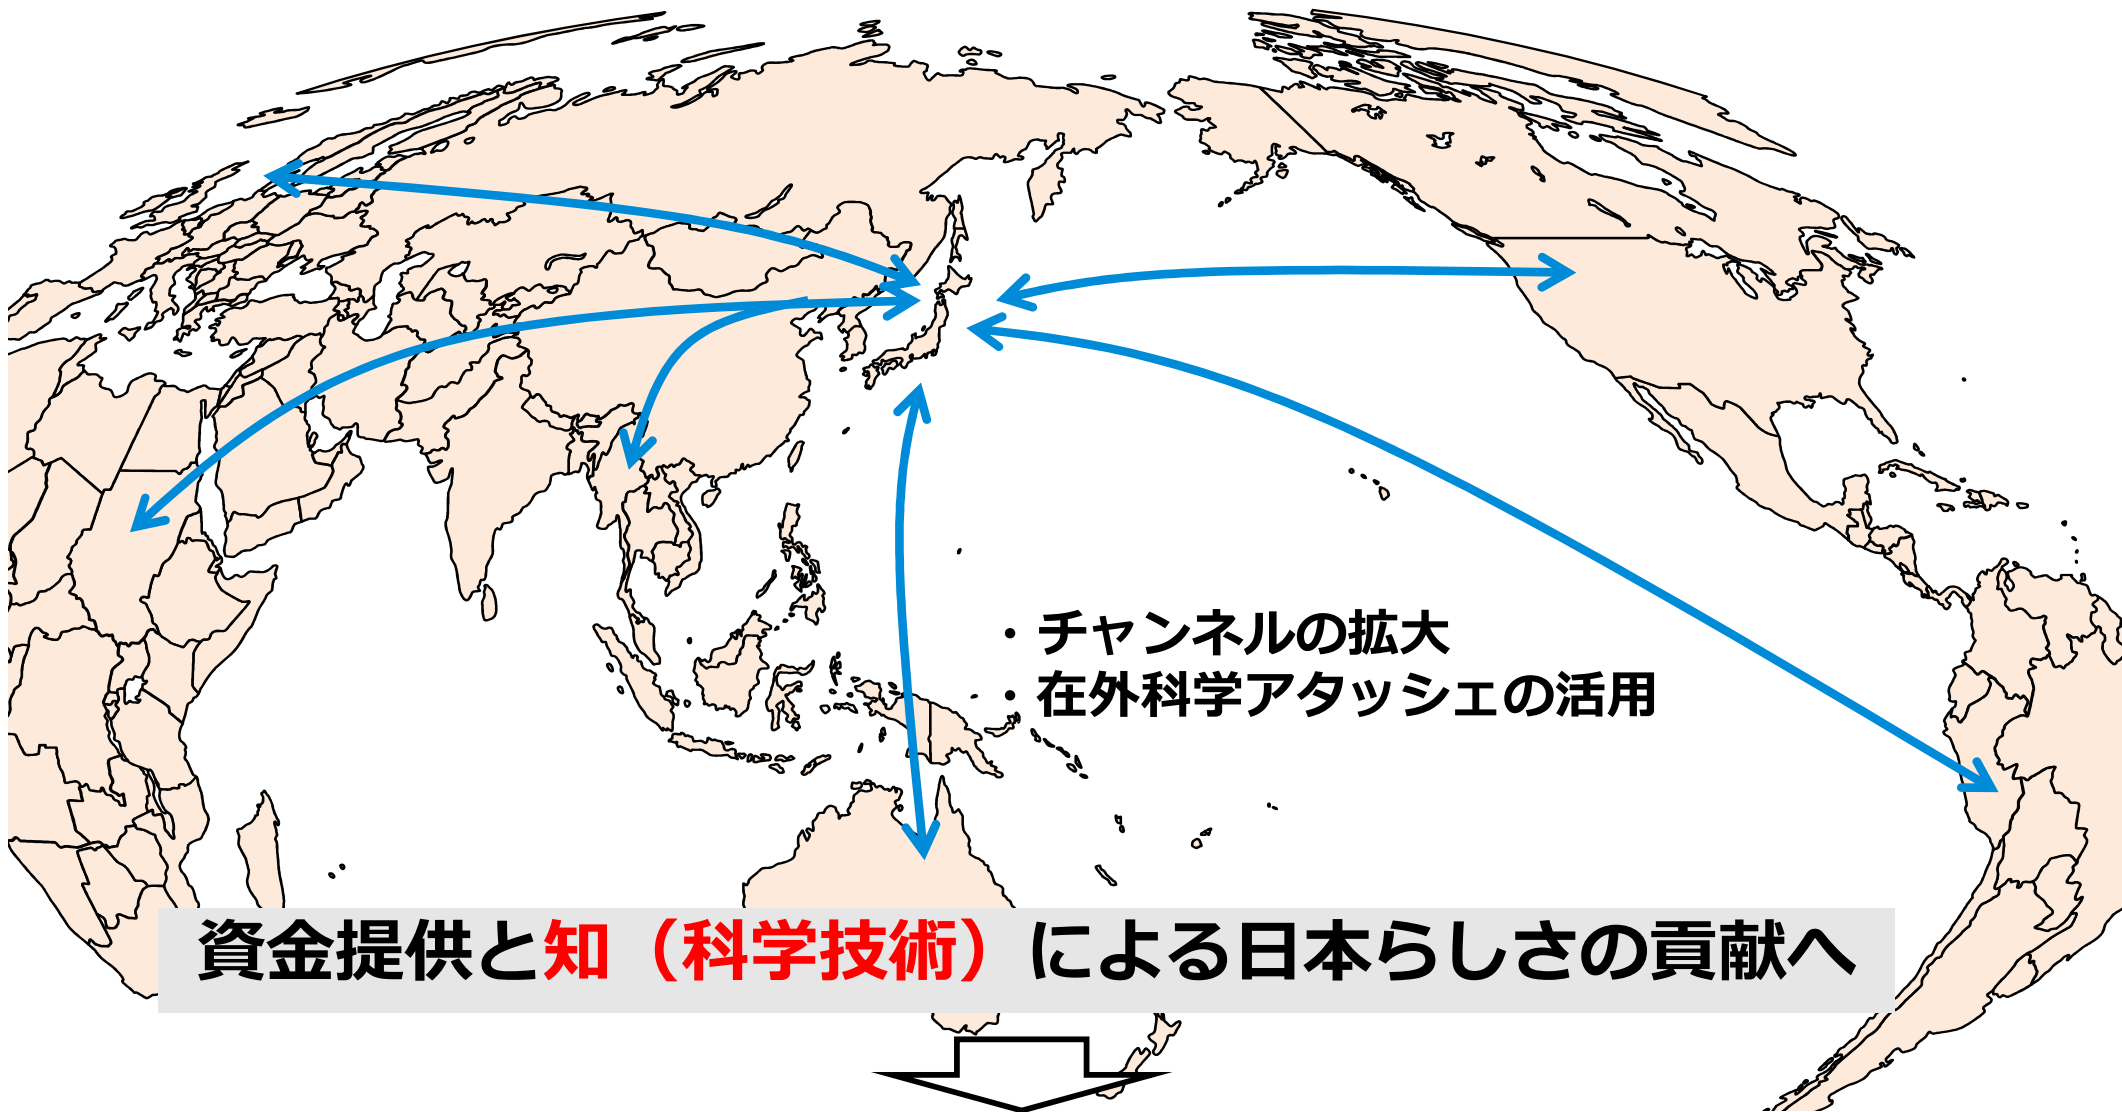 ・チャンネルの拡大
・在外科学アタッシェの活用
資金提供と知（科学技術）による日本らしさの貢献へ